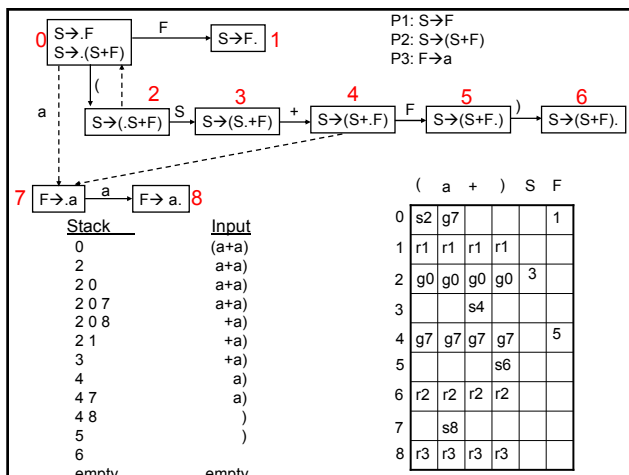 P1: S→F
P2: S→(S+F)
P3: F→a
0
S→.F
S→.(S+F)
F
S→F.
1
(
a
2
S→(.S+F)
S
3
S→(S.+F)
+
4
S→(S+.F)
F
5
S→(S+F.)
)
6
S→(S+F).
7
F→.a
a
F→ a.
8
Stack Input
0 (a+a)
2 a+a)
2 0 a+a)
2 0 7 a+a)
2 0 8 +a)
2 1 +a)
3 +a)
4 a)
4 7 a)
4 8 )
5 )
6
empty empty
( a + ) S F
0 s2 g7 1
1 r1 r1 r1 r1
2 g0 g0 g0 g0 3
3 s4
4 g7 g7 g7 g7 5
5 s6
6 r2 r2 r2 r2
7 s8
8 r3 r3 r3 r3